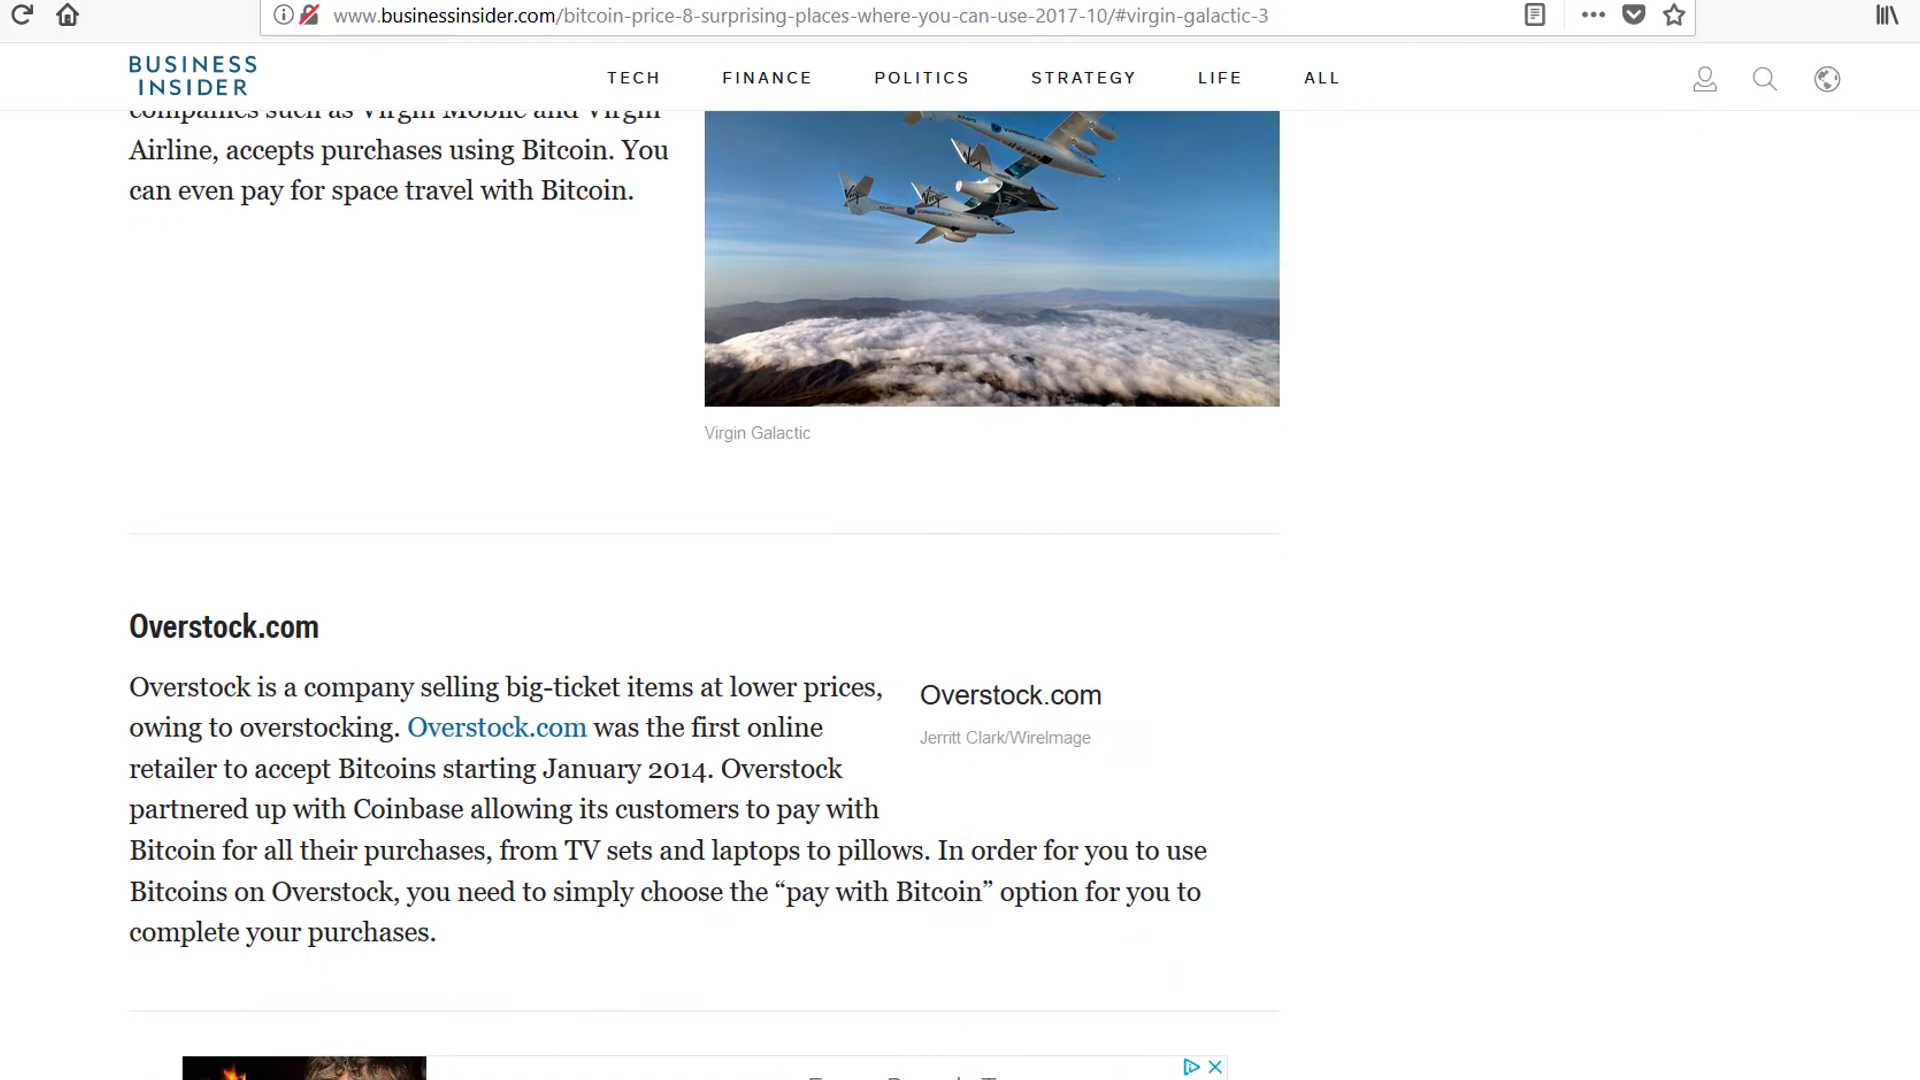 www.businessinsider.com/bitcoin-price-8-surprising-places-where-you-can-use-2017-10/#virgin-galactic-3
BUSINESS
INSIDER
TECH FINANCE POLITICS STRATEGY LIFE ALL
companies such as Virgin Mobile and Virgin
Airline, accepts purchases using Bitcoin. You
can even pay for space travel with Bitcoin.
Virgin
Virgin Galactic
Overstock.com
Overstock is a company selling big-ticket items at lower prices,
owing to overstocking. Overstock.com was the first online
retailer to accept Bitcoins starting January 2014. Overstock
partnered up with Coinbase allowing its customers to pay with
Bitcoin for all their purchases, from TV sets and laptops to pillows. In order for you to use
Bitcoins on Overstock, you need to simply choose the “pay with Bitcoin” option for you to
complete your purchases.
Overstock.com
Jerritt Clark/WireImage